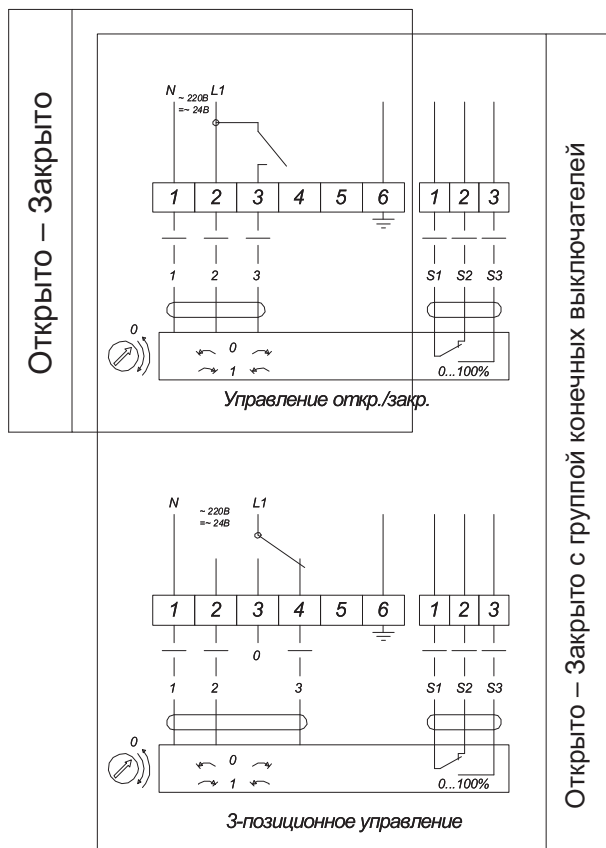 Открыто – Закрыто
Открыто – Закрыто с группой конечных выключателей
N ~ 220В L1
=~ 24В
1 2 3 4 5 6 1 2 3
1 2 3 S1 S2 S3
0
0
1 0...100%
Управление откр./закр.
N ~ 220В L1
=~ 24В
1 2 3 4 5 6 1 2 3
0
1 2 3 S1 S2 S3
0
0
1 0...100%
3-позиционное управление